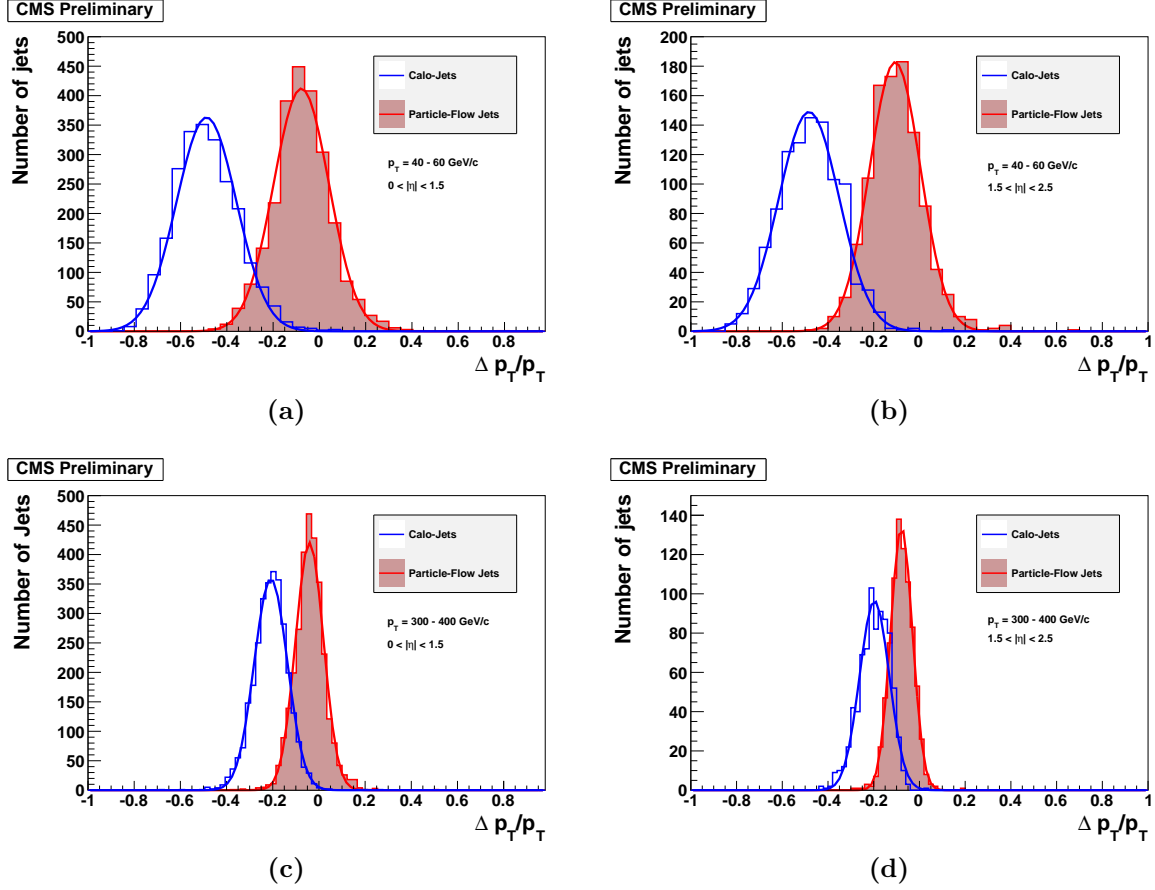 CMS Preliminary
Number of jets
500
450
400
350
300
250
200
150
100
50
0
Calo-Jets
Particle-Flow Jets
p_T = 40 - 60 GeV/c
0 < |η| < 1.5
-1 -0.8 -0.6 -0.4 -0.2 0 0.2 0.4 0.6 0.8
Δ p_T/p_T
(a)
CMS Preliminary
Number of jets
200
180
160
140
120
100
80
60
40
20
0
Calo-Jets
Particle-Flow Jets
p_T = 40 - 60 GeV/c
1.5 < |η| < 2.5
-1 -0.8 -0.6 -0.4 -0.2 0 0.2 0.4 0.6 0.8 1
Δ p_T/p_T
(b)
CMS Preliminary
Number of Jets
500
450
400
350
300
250
200
150
100
50
0
Calo-Jets
Particle-Flow Jets
p_T = 300 - 400 GeV/c
0 < |η| < 1.5
-1 -0.8 -0.6 -0.4 -0.2 0 0.2 0.4 0.6 0.8
Δ p_T/p_T
(c)
CMS Preliminary
Number of jets
140
120
100
80
60
40
20
0
Calo-Jets
Particle-Flow Jets
p_T = 300 - 400 GeV/c
1.5 < |η| < 2.5
-1 -0.8 -0.6 -0.4 -0.2 0 0.2 0.4 0.6 0.8 1
Δ p_T/p_T
(d)